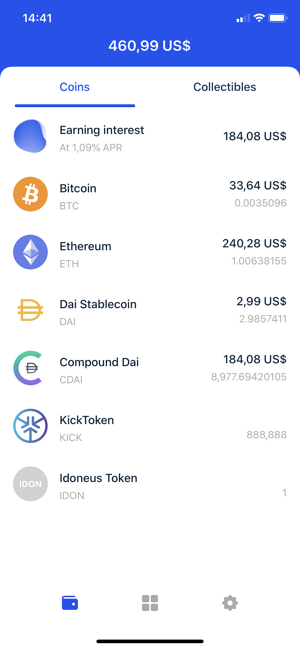 14:41
460,99 US$
Coins
Collectibles
Earning interest
184,08 US$
At 1,09% APR
Bitcoin
33,64 US$
BTC
0.0035096
Ethereum
240,28 US$
ETH
1.00638155
Dai Stablecoin
2,99 US$
DAI
2.9857411
Compound Dai
184,08 US$
CDAI
8,977.69420105
KickToken
KICK
888,888
IDON
Idoneus Token
IDON
1